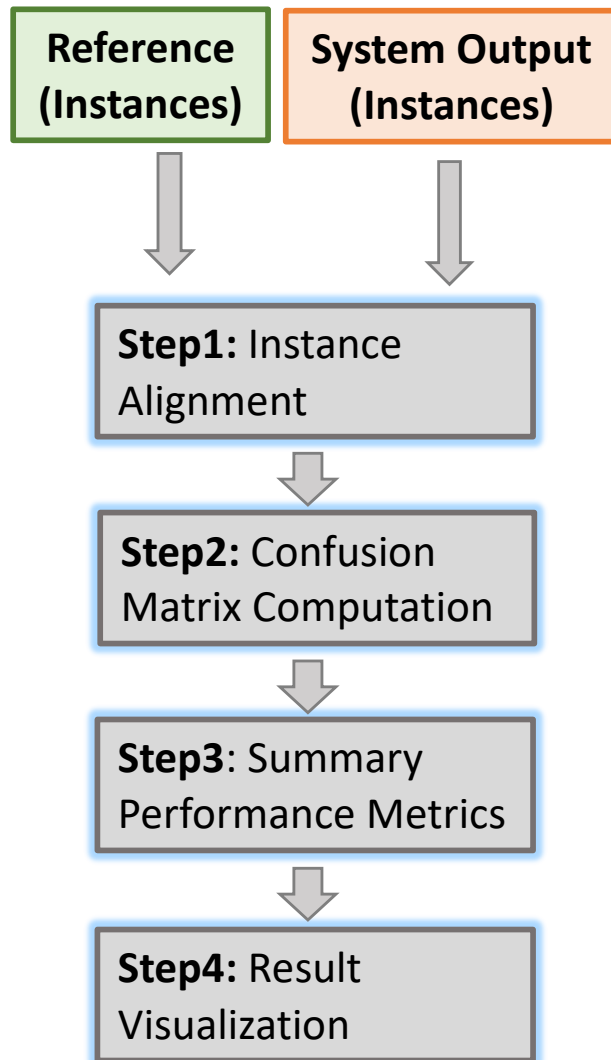 Reference
(Instances)
System Output
(Instances)
Step1: Instance
Alignment
Step2: Confusion
Matrix Computation
Step3: Summary
Performance Metrics
Step4: Result
Visualization